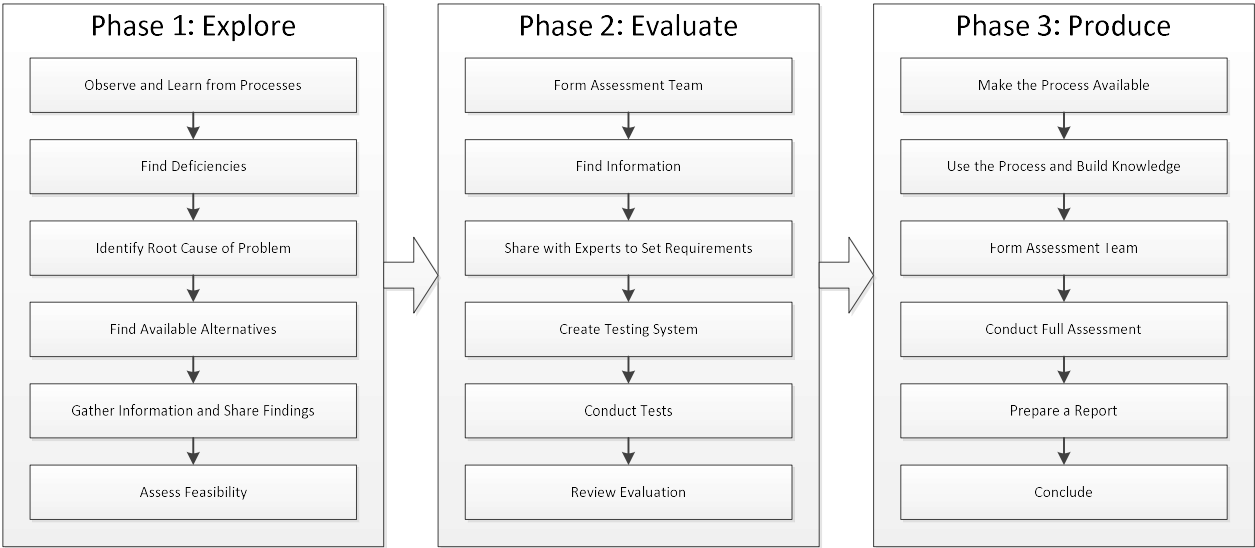 Phase 1: Explore
Observe and Learn from Processes
Find Deficiencies
Identify Root Cause of Problem
Find Available Alternatives
Gather Information and Share Findings
Assess Feasibility
Phase 2: Evaluate
Form Assessment Team
Find Information
Share with Experts to Set Requirements
Create Testing System
Conduct Tests
Review Evaluation
Phase 3: Produce
Make the Process Available
Use the Process and Build Knowledge
Form Assessment Team
Conduct Full Assessment
Prepare a Report
Conclude